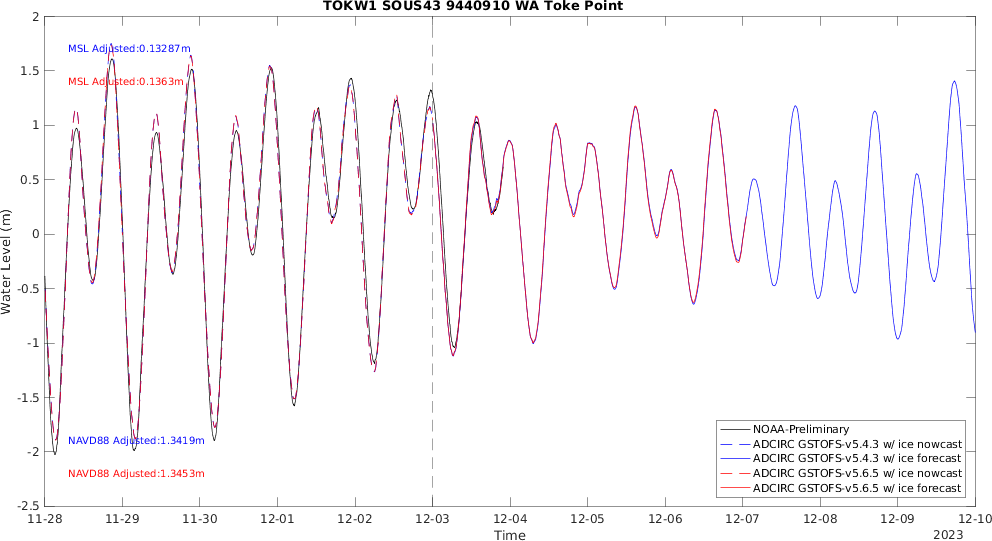 TOKW1 SOUS43 9440910 WA Toke Point
Water Level (m)
2
1.5
1
0.5
0
-0.5
-1
-1.5
-2
-2.5
MSL Adjusted:0.13287m
MSL Adjusted:0.1363m
NAVD88 Adjusted:1.3419m
NAVD88 Adjusted:1.3453m
NOAA-Preliminary
ADCIRC GSTOFS-v5.4.3 w/ ice nowcast
ADCIRC GSTOFS-v5.4.3 w/ ice forecast
ADCIRC GSTOFS-v5.6.5 w/ ice nowcast
ADCIRC GSTOFS-v5.6.5 w/ ice forecast
11-28 11-29 11-30 12-01 12-02 12-03 12-04 12-05 12-06 12-07 12-08 12-09 12-10
Time
2023